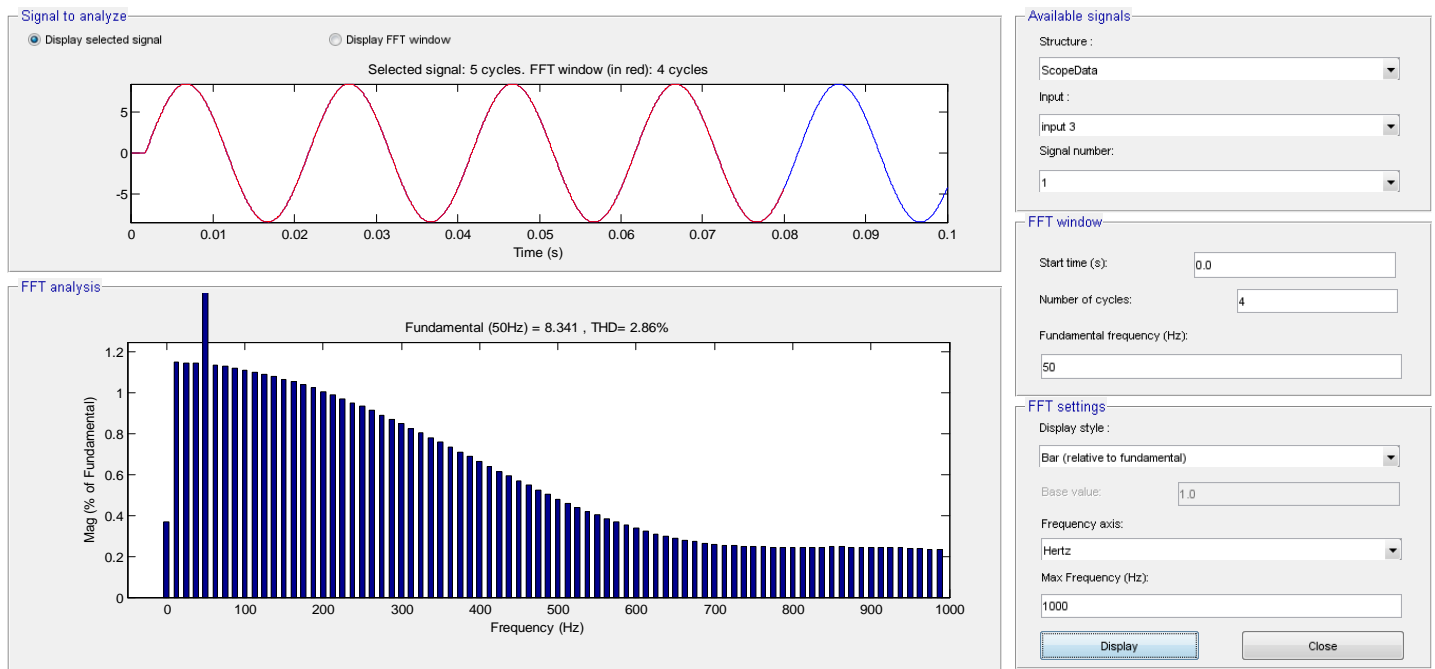 Signal to analyze
Display selected signal
Display FFT window
Selected signal: 5 cycles. FFT window (in red): 4 cycles
5
0
-5
0 0.01 0.02 0.03 0.04 0.05 0.06 0.07 0.08 0.09 0.1
Time (s)
FFT analysis
Fundamental (50Hz) = 8.341 , THD= 2.86%
Mag (% of Fundamental)
1.2
1
0.8
0.6
0.4
0.2
0
0 100 200 300 400 500 600 700 800 900 1000
Frequency (Hz)
Available signals
Structure :
ScopeData
Input :
input 3
Signal number:
1
FFT window
Start time (s):
0.0
Number of cycles:
4
Fundamental frequency (Hz):
50
FFT settings
Display style :
Bar (relative to fundamental)
Base value:
1.0
Frequency axis:
Hertz
Max Frequency (Hz):
1000
Display
Close